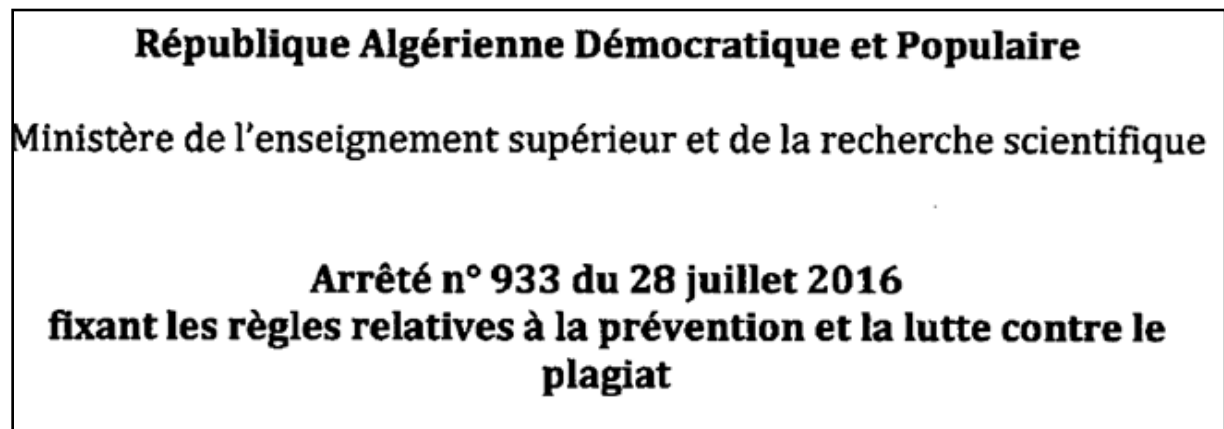 République Algérienne Démocratique et Populaire
Ministère de l'enseignement supérieur et de la recherche scientifique
Arrêté n° 933 du 28 juillet 2016
fixant les règles relatives à la prévention et la lutte contre le
plagiat